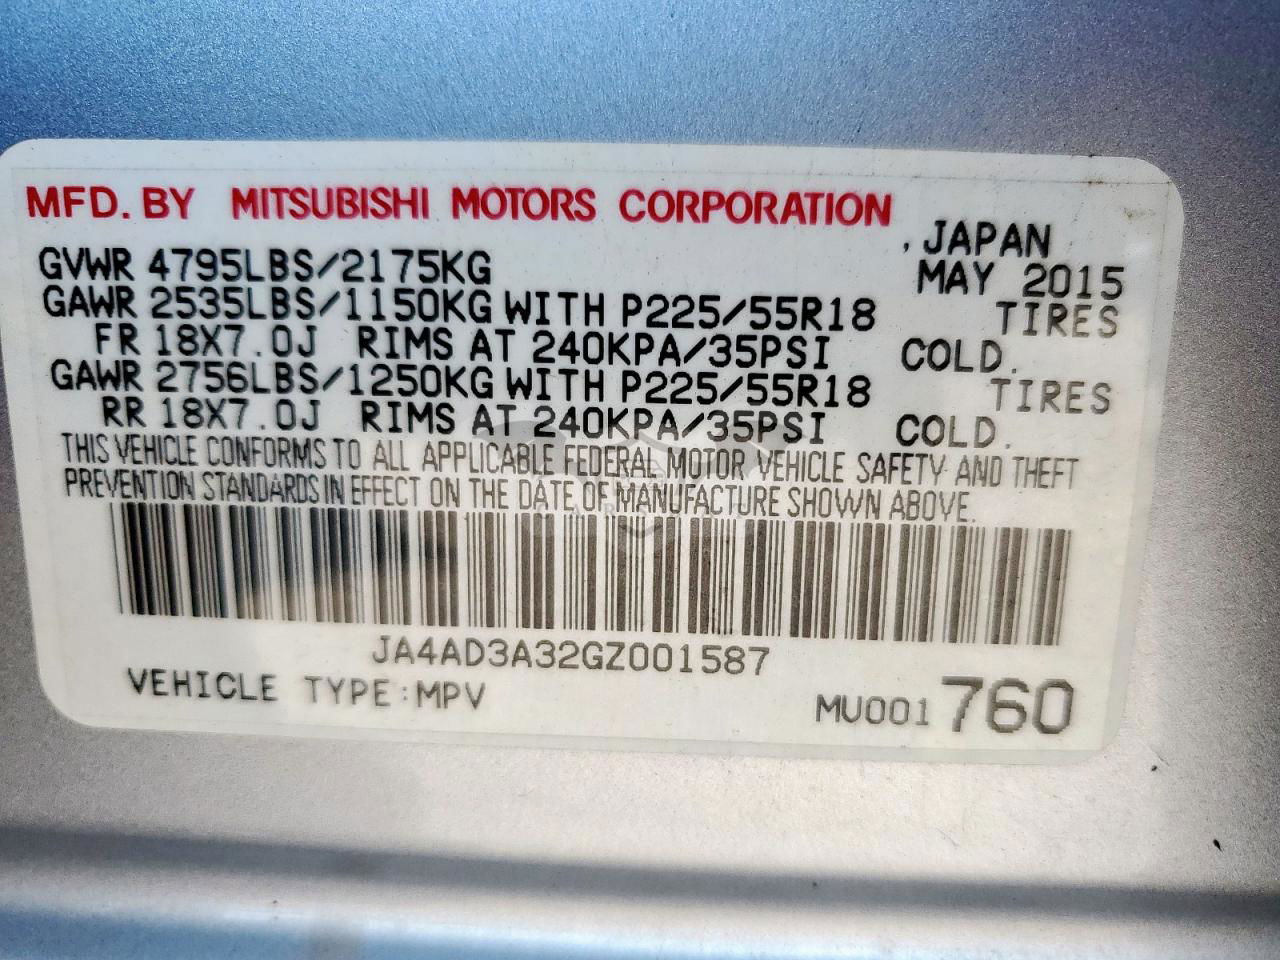 MFD. BY MITSUBISHI MOTORS CORPORATION
, JAPAN
GVWR 4795LBS/2175KG MAY 2015
GAWR 2535LBS/1150KG WITH P225/55R18 TIRES
FR 18X7.0J RIMS AT 240KPA/35PSI COLD.
GAWR 2756LBS/1250KG WITH P225/55R18 TIRES
RR 18X7.0J RIMS AT 240KPA/35PSI COLD.
THIS VEHICLE CONFORMS TO ALL APPLICABLE FEDERAL MOTOR VEHICLE SAFETY AND THEFT
PREVENTION STANDARDS IN EFFECT ON THE DATE OF MANUFACTURE SHOWN ABOVE.
JA4AD3A32GZ001587
VEHICLE TYPE:MPV
MU001 760